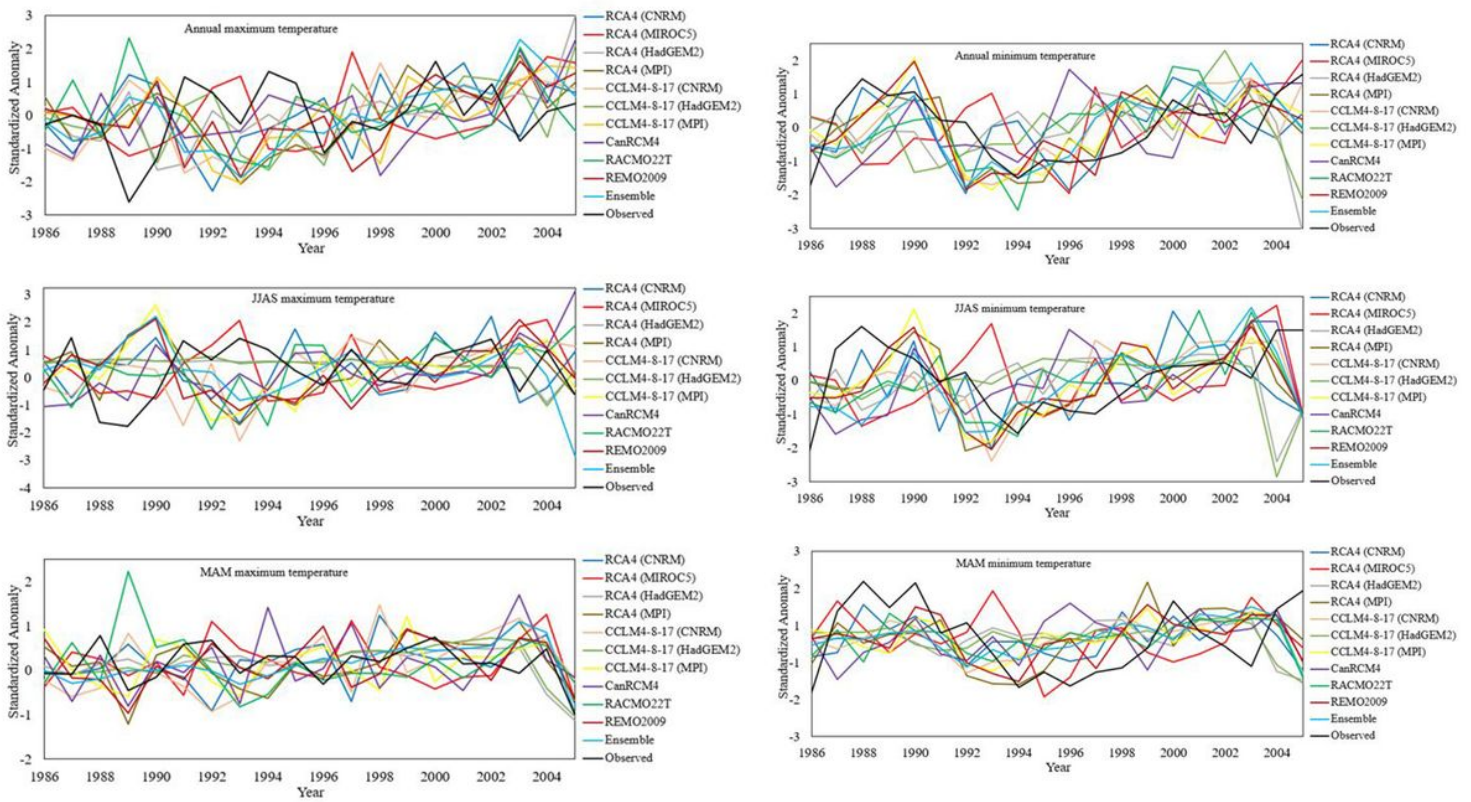 Annual maximum temperature
Standardized Anomaly
3
2
1
0
-1
-2
-3
1986 1988 1990 1992 1994 1996 1998 2000 2002 2004
Year
RCA4 (CNRM)
RCA4 (MIROC5)
RCA4 (HadGEM2)
RCA4 (MPI)
CCLM4-8-17 (CNRM)
CCLM4-8-17 (HadGEM2)
CCLM4-8-17 (MPI)
CanRCM4
RACMO22T
REMO2009
Ensemble
Observed
Annual minimum temperature
Standardized Anomaly
2
1
0
-1
-2
-3
1986 1988 1990 1992 1994 1996 1998 2000 2002 2004
Year
RCA4 (CNRM)
RCA4 (MIROC5)
RCA4 (HadGEM2)
RCA4 (MPI)
CCLM4-8-17 (CNRM)
CCLM4-8-17 (HadGEM2)
CCLM4-8-17 (MPI)
CanRCM4
RACMO22T
REMO2009
Ensemble
Observed
JJAS maximum temperature
Standardized Anomaly
3
2
1
0
-1
-2
-3
-4
1986 1988 1990 1992 1994 1996 1998 2000 2002 2004
Year
RCA4 (CNRM)
RCA4 (MIROC5)
RCA4 (HadGEM2)
RCA4 (MPI)
CCLM4-8-17 (CNRM)
CCLM4-8-17 (HadGEM2)
CCLM4-8-17 (MPI)
CanRCM4
RACMO22T
REMO2009
Ensemble
Observed
JJAS minimum temperature
Standardized Anomaly
2
1
0
-1
-2
-3
1986 1988 1990 1992 1994 1996 1998 2000 2002 2004
Year
RCA4 (CNRM)
RCA4 (MIROC5)
RCA4 (HadGEM2)
RCA4 (MPI)
CCLM4-8-17 (CNRM)
CCLM4-8-17 (HadGEM2)
CCLM4-8-17 (MPI)
CanRCM4
RACMO22T
REMO2009
Ensemble
Observed
MAM maximum temperature
Standardized Anomaly
2
1
0
-1
-2
1986 1988 1990 1992 1994 1996 1998 2000 2002 2004
Year
RCA4 (CNRM)
RCA4 (MIROC5)
RCA4 (HadGEM2)
RCA4 (MPI)
CCLM4-8-17 (CNRM)
CCLM4-8-17 (HadGEM2)
CCLM4-8-17 (MPI)
CanRCM4
RACMO22T
REMO2009
Ensemble
Observed
MAM minimum temperature
Standardized Anomaly
3
2
1
0
-1
-2
-3
1986 1988 1990 1992 1994 1996 1998 2000 2002 2004
Year
RCA4 (CNRM)
RCA4 (MIROC5)
RCA4 (HadGEM2)
RCA4 (MPI)
CCLM4-8-17 (CNRM)
CCLM4-8-17 (HadGEM2)
CCLM4-8-17 (MPI)
CanRCM4
RACMO22T
REMO2009
Ensemble
Observed